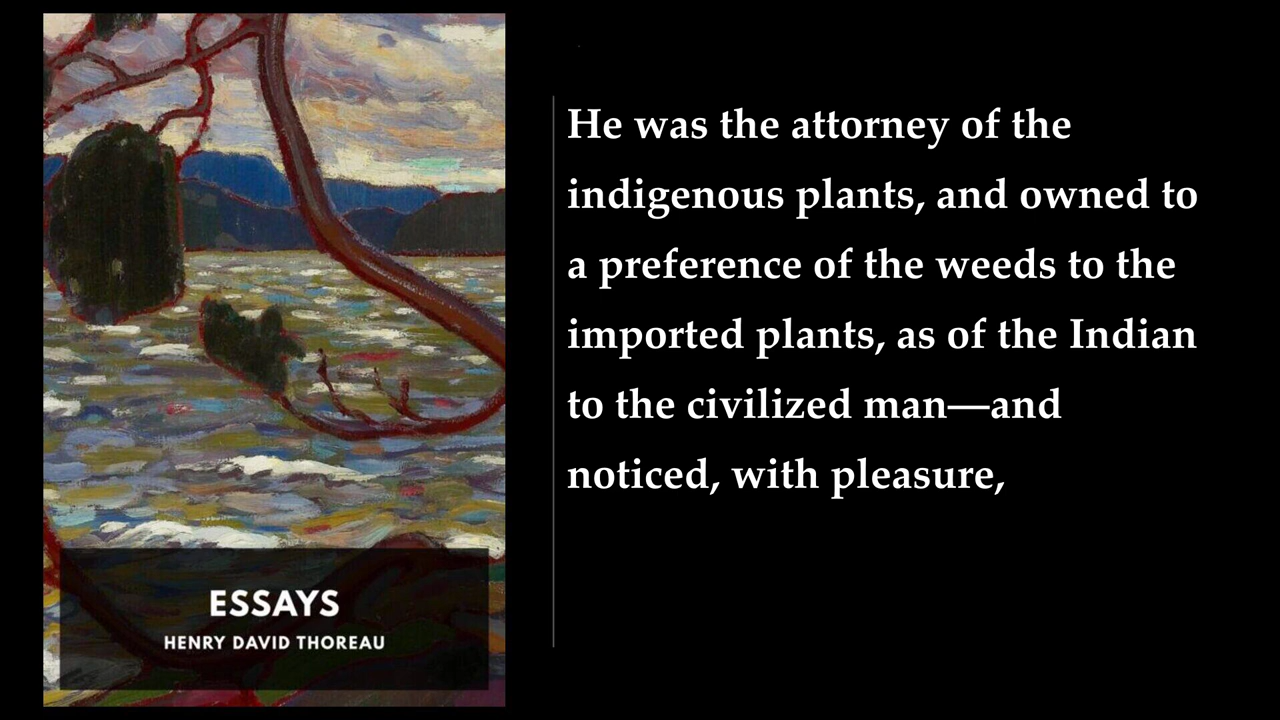 He was the attorney of the
indigenous plants, and owned to
a preference of the weeds to the
imported plants, as of the Indian
to the civilized man—and
noticed, with pleasure,
ESSAYS
HENRY DAVID THOREAU